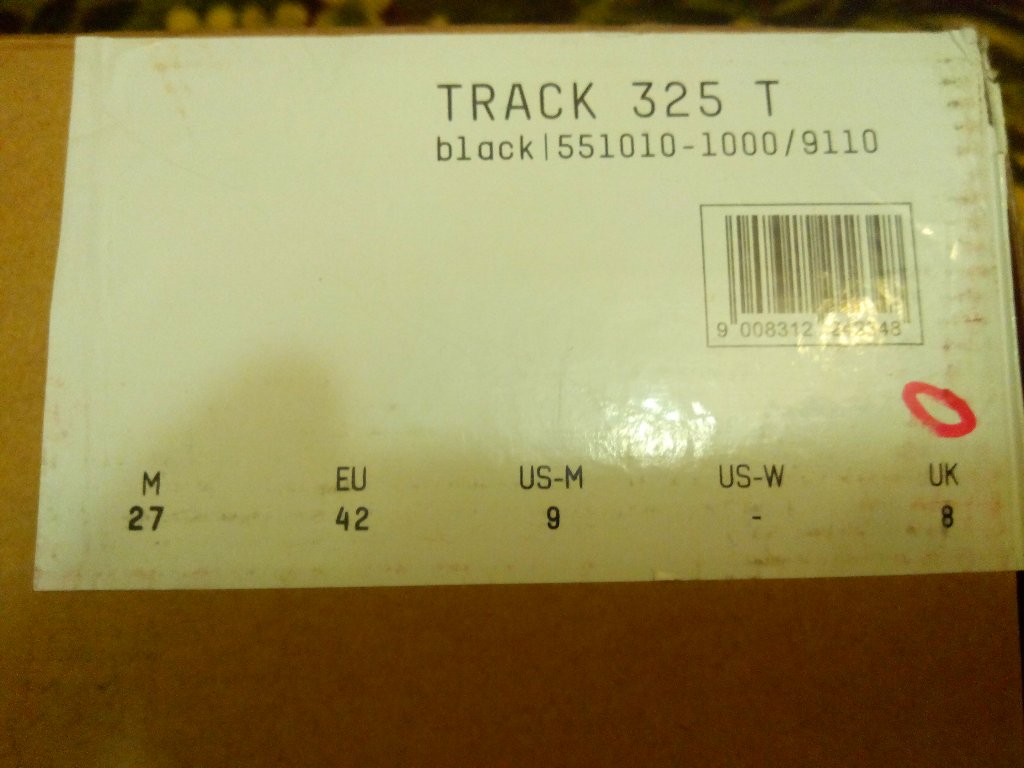 TRACK 325 T
black|551010-1000/9110
9 008312
M EU US-M US-W UK
27 42 9 - 8